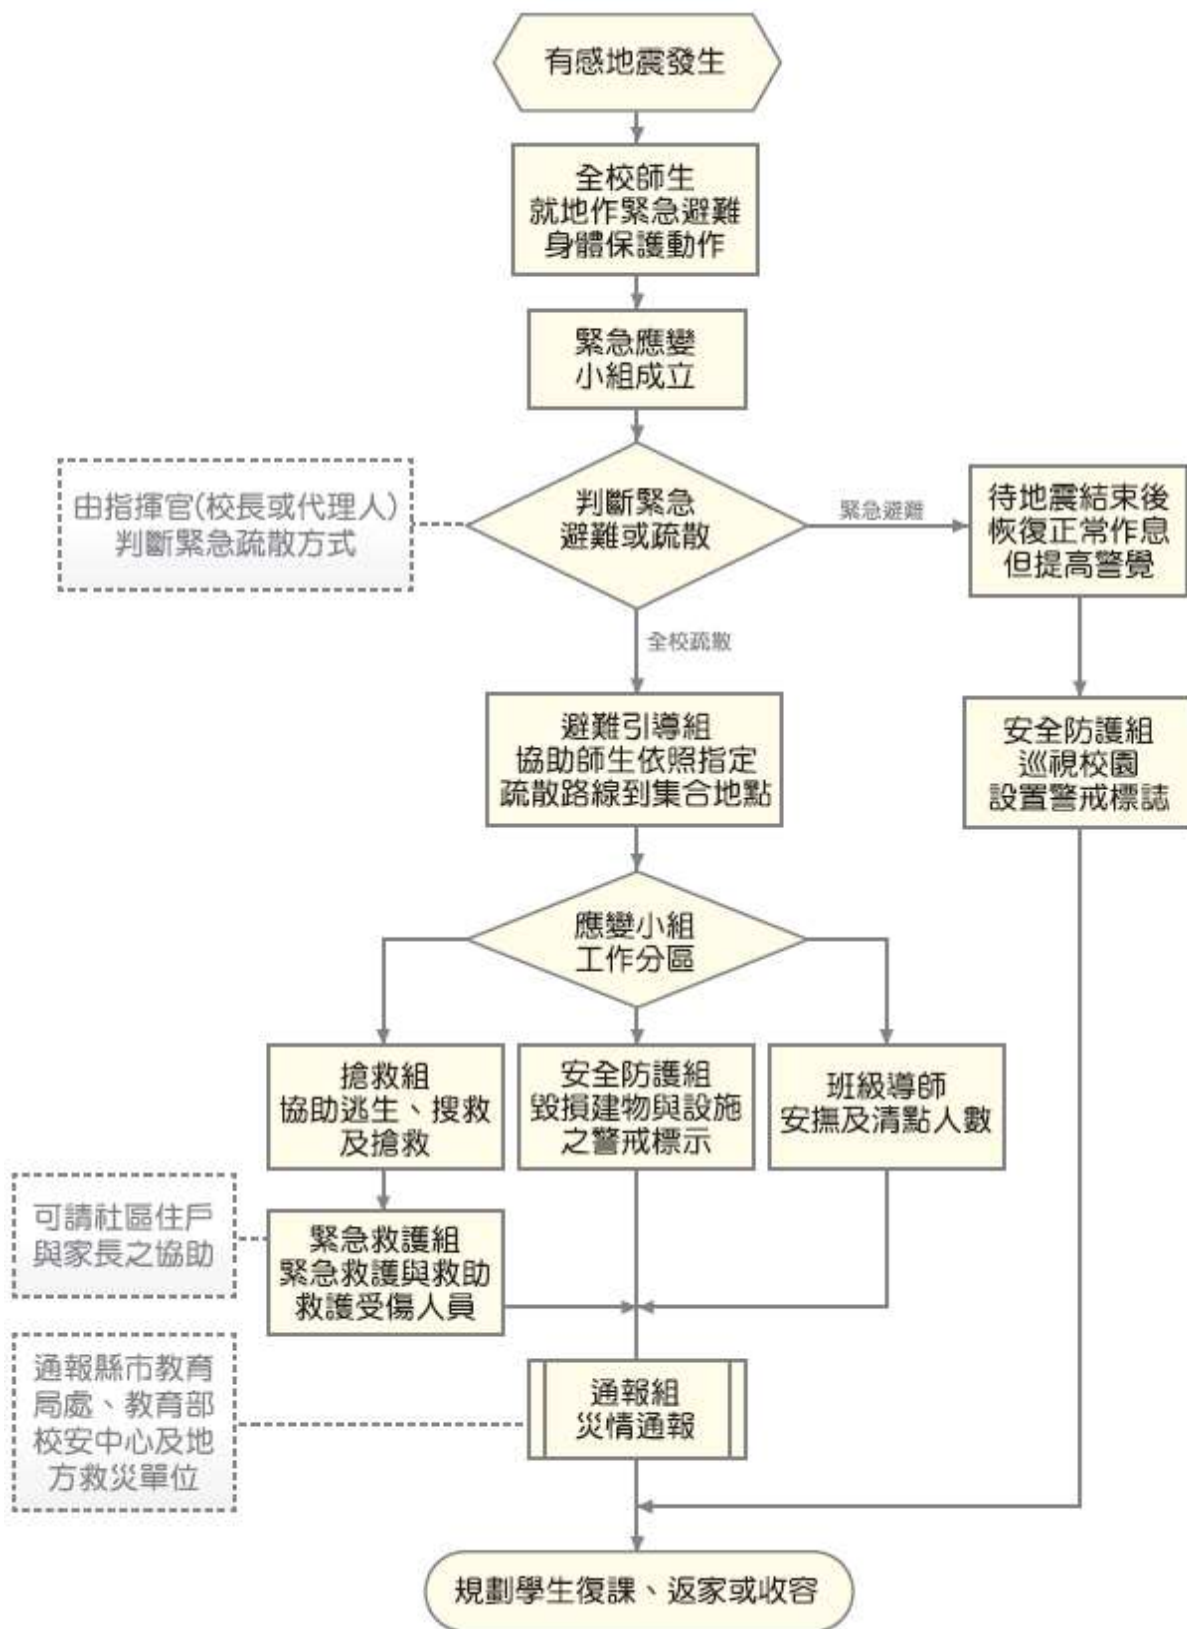 有感地震發生
全校師生
就地作緊急避難
身體保護動作
緊急應變
小組成立
由指揮官(校長或代理人)
判斷緊急疏散方式
判斷緊急
避難或疏散
緊急避難
待地震結束後
恢復正常作息
但提高警覺
全校疏散
避難引導組
協助師生依照指定
疏散路線到集合地點
安全防護組
巡視校園
設置警戒標誌
應變小組
工作分區
搶救組
協助逃生、搜救
及搶救
安全防護組
毀損建物與設施
之警戒標示
班級導師
安撫及清點人數
可請社區住戶
與家長之協助
緊急救護組
緊急救護與救助
救護受傷人員
通報縣市教育
局處、教育部
校安中心及地
方救災單位
通報組
災情通報
規劃學生復課、返家或收容